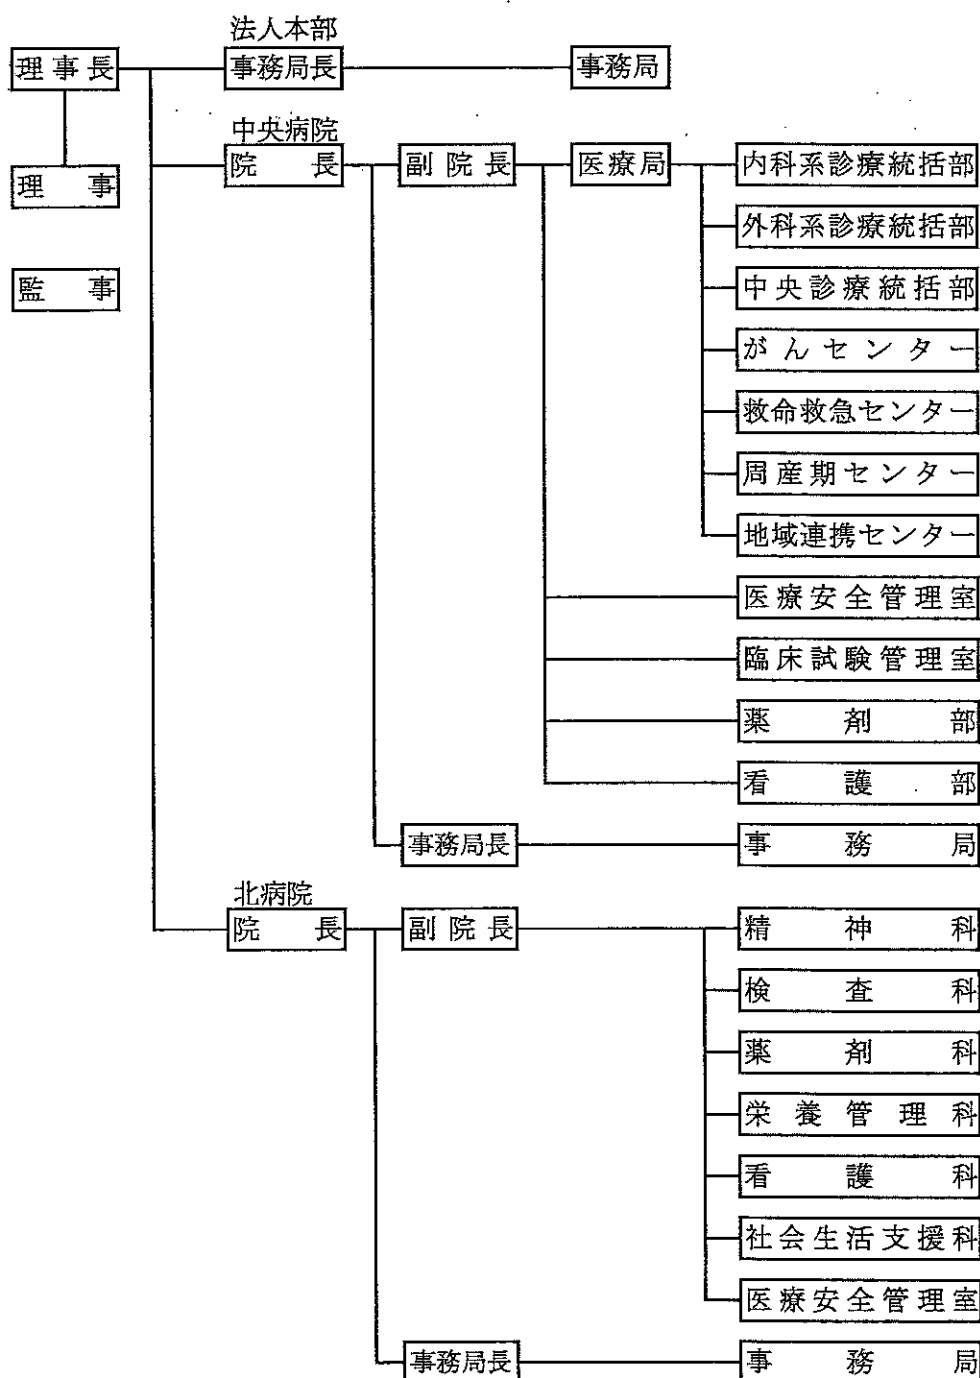 法人本部
理事長 事務局長 事務局
中央病院
院長 副院長 医療局 内科系診療統括部
理事
外科系診療統括部
監事 中央診療統括部
がんセンター
救命救急センター
周産期センター
地域連携センター
医療安全管理室
臨床試験管理室
薬剤部
看護部
事務局長 事務局
北病院
院長 副院長 精神科
検査科
薬剤科
栄養管理科
看護科
社会生活支援科
医療安全管理室
事務局長 事務局